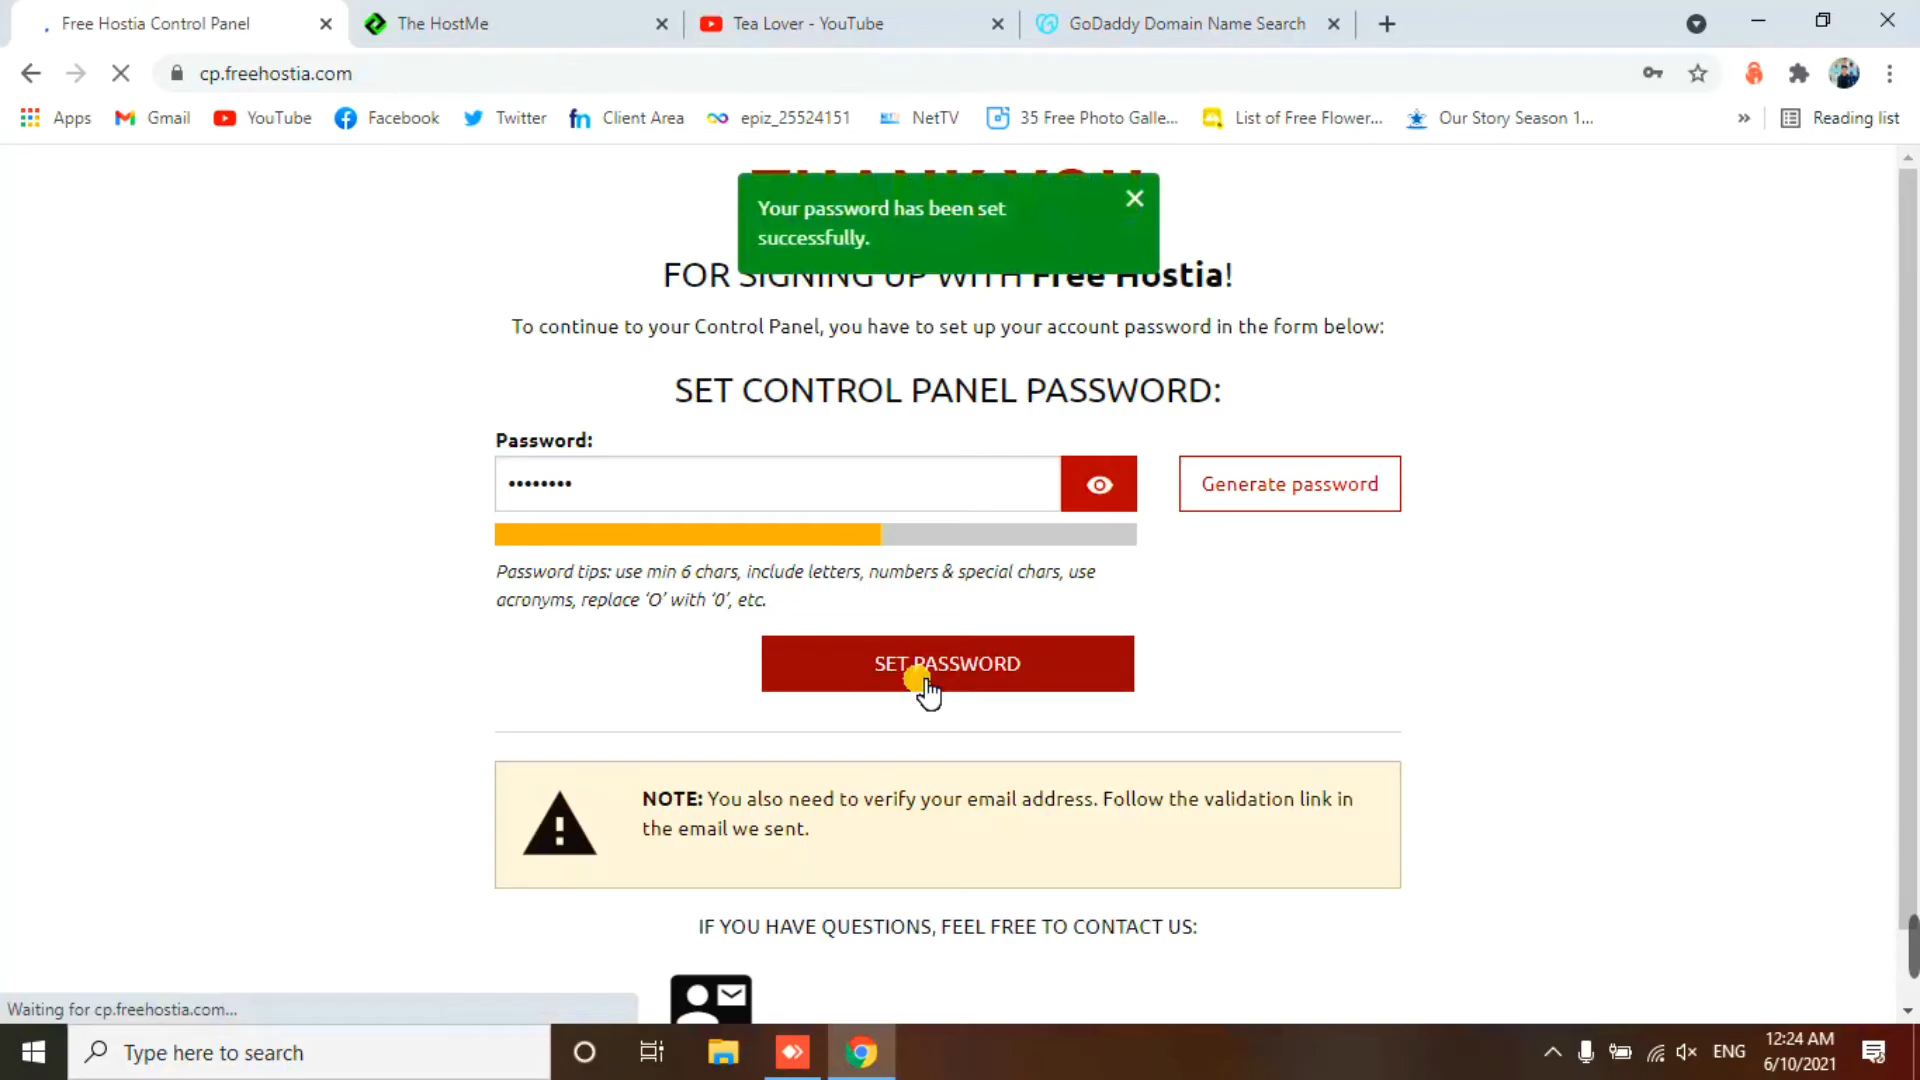 Free Hostia Control Panel
The HostMe
Tea Lover - YouTube
GoDaddy Domain Name Search
cp.freehostia.com
Apps
Gmail
YouTube
Facebook
Twitter
Client Area
epiz_25524151
NetTV
35 Free Photo Galle...
List of Free Flower...
Our Story Season 1...
»
Reading list
THANK YOU
Your password has been set
successfully.
FOR SIGNING UP WITH Free Hostia!
To continue to your Control Panel, you have to set up your account password in the form below:
SET CONTROL PANEL PASSWORD:
Password:
••••••••
Generate password
Password tips: use min 6 chars, include letters, numbers & special chars, use
acronyms, replace ‘O’ with ‘0’, etc.
SET PASSWORD
NOTE: You also need to verify your email address. Follow the validation link in
the email we sent.
IF YOU HAVE QUESTIONS, FEEL FREE TO CONTACT US:
Waiting for cp.freehostia.com...
Type here to search
ENG
12:24 AM
6/10/2021